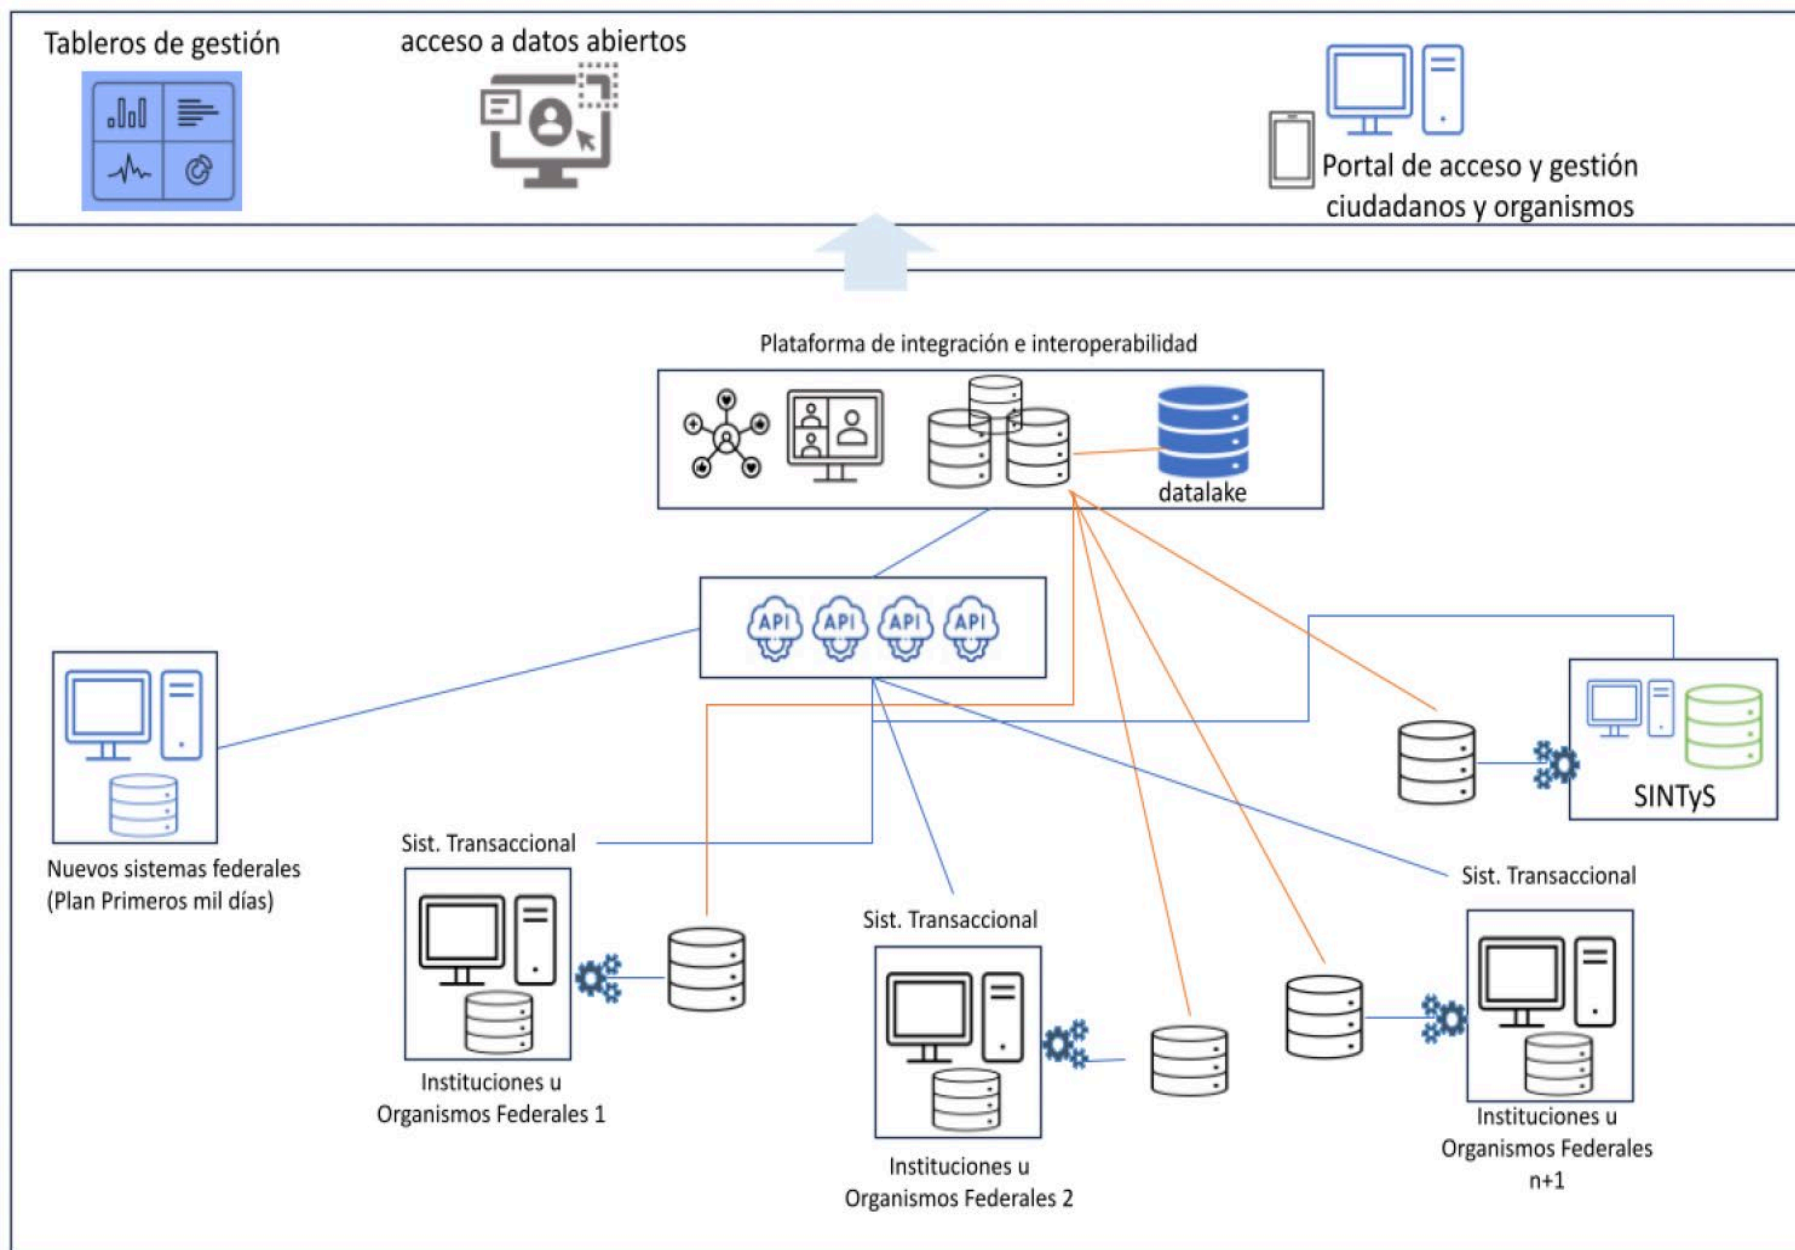 Tableros de gestión
acceso a datos abiertos
Portal de acceso y gestión
ciudadanos y organismos
Plataforma de integración e interoperabilidad
datalake
API API API API
SINTyS
Nuevos sistemas federales
(Plan Primeros mil días)
Sist. Transaccional
Instituciones u
Organismos Federales 1
Sist. Transaccional
Instituciones u
Organismos Federales 2
Sist. Transaccional
Instituciones u
Organismos Federales
n+1